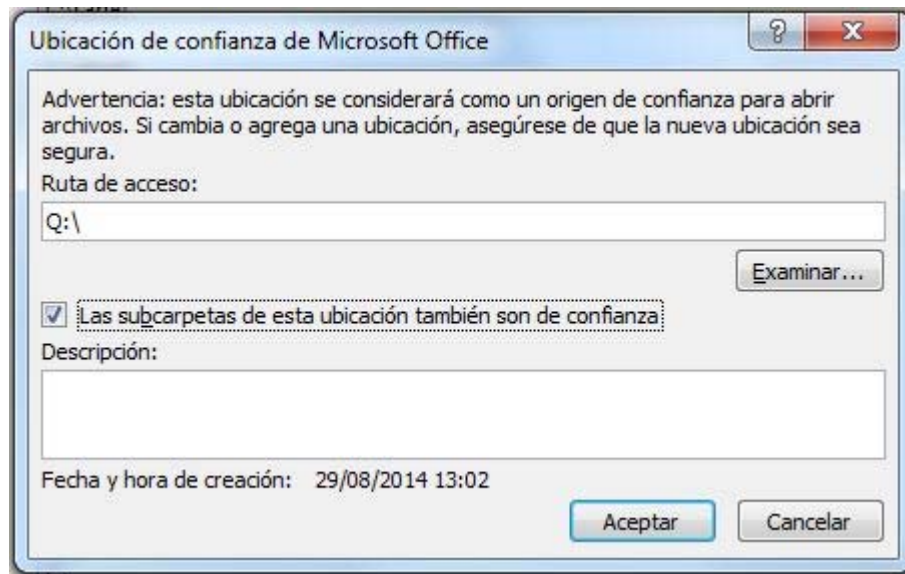 Ubicación de confianza de Microsoft Office
Advertencia: esta ubicación se considerará como un origen de confianza para abrir
archivos. Si cambia o agrega una ubicación, asegúrese de que la nueva ubicación sea
segura.
Ruta de acceso:
Q:\
Examinar...
Las subcarpetas de esta ubicación también son de confianza
Descripción:
Fecha y hora de creación: 29/08/2014 13:02
Aceptar Cancelar